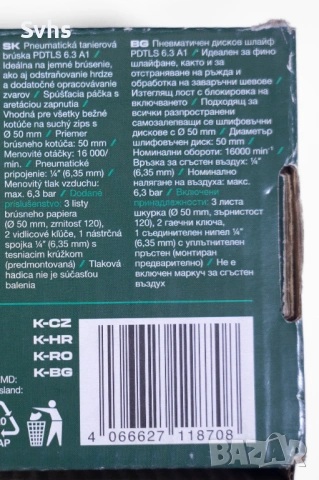 Svhs
SK Pneumatická tanierová
brúska PDTLS 6.3 A1 /
Ideálna na jemné brúsenie,
ako aj odstraňovanie hrdze
a dodatočné opracovávanie
zvarov / Spúšťacia páčka s
aretáciou zapnutia /
Vhodná pre všetky bežné
kotúče na suchý zips s
Ø 50 mm / Priemer
brúsneho kotúča: 50 mm /
Menovité otáčky: 16 000/
min. / Pneumatické
pripojenie: ¼" (6,35 mm) /
Menovitý tlak vzduchu:
max. 6,3 bar / Dodané
príslušenstvo: 3 listy
brúsneho papiera
(Ø 50 mm, zrnitosť 120),
2 vidlicové kľúče, 1 nástrčná
spojka ¼" (6,35 mm) s
tesniacim krúžkom
(predmontovaná) / Tlaková
hadica nie je súčasťou
balenia
BG Пневматичен дисков шлайф
PDTLS 6.3 A1 / Идеален за фино
шлайфане, както и за
отстраняване на ръжда и
обработка на заваръчни шевове /
Изтеглящ лост с блокировка на
включването / Подходящ за
всички разпространени
самозалепващи се шлифовъчни
дискове с Ø 50 мм / Диаметър
шлифовъчен диск: 50 mm /
Номинални обороти: 16000 min⁻¹ /
Връзка за сгъстен въздух: ¼"
(6,35 mm) / Номинално
налягане на въздуха: макс.
6,3 bar / Включени
принадлежности: 3 листа
шкурка (Ø 50 mm, зърнистост
120), 2 гаечни ключа,
1 съединителен нипел ¼"
(6,35 mm) с уплътнителен
пръстен (монтиран
предварително) / Не е
включен маркуч за сгъстен
въздух
K-CZ
K-HR
K-RO
K-BG
MD:
island:
20
AP
4 066627 118708
BAZAR